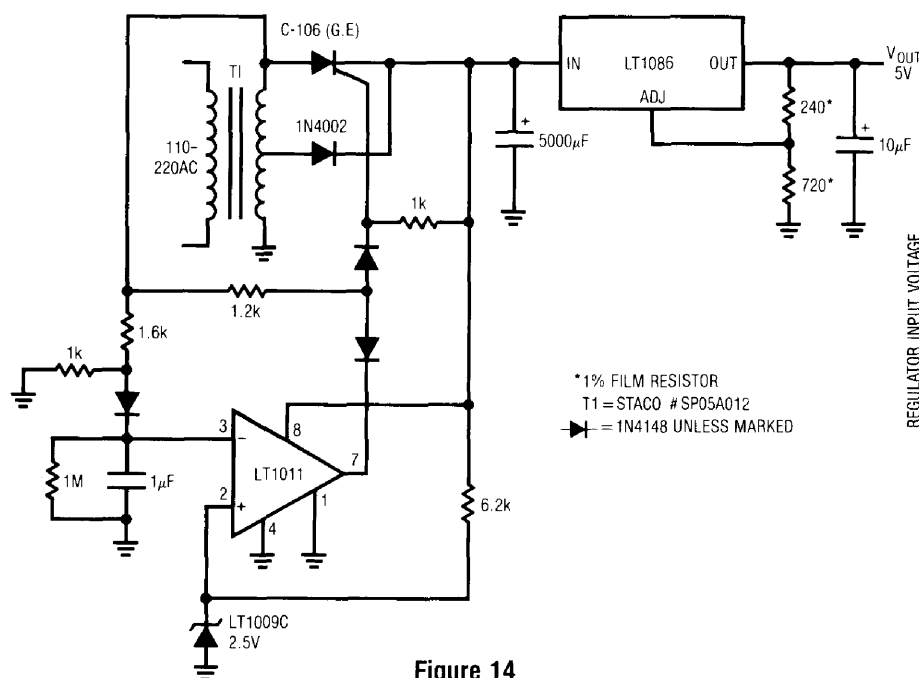 C-106 (G.E)
T1
1N4002
110–
220AC
IN
LT1086
OUT
ADJ
VOUT
5V
+
5000µF
240*
720*
+
10µF
1k
1.2k
1.6k
1k
1M
1µF
3
−
2
+
LT1011
8
7
1
4
6.2k
LT1009C
2.5V
*1% FILM RESISTOR
T1 = STACO #SP05A012
= 1N4148 UNLESS MARKED
REGULATOR INPUT VOLTAGE
Figure 14